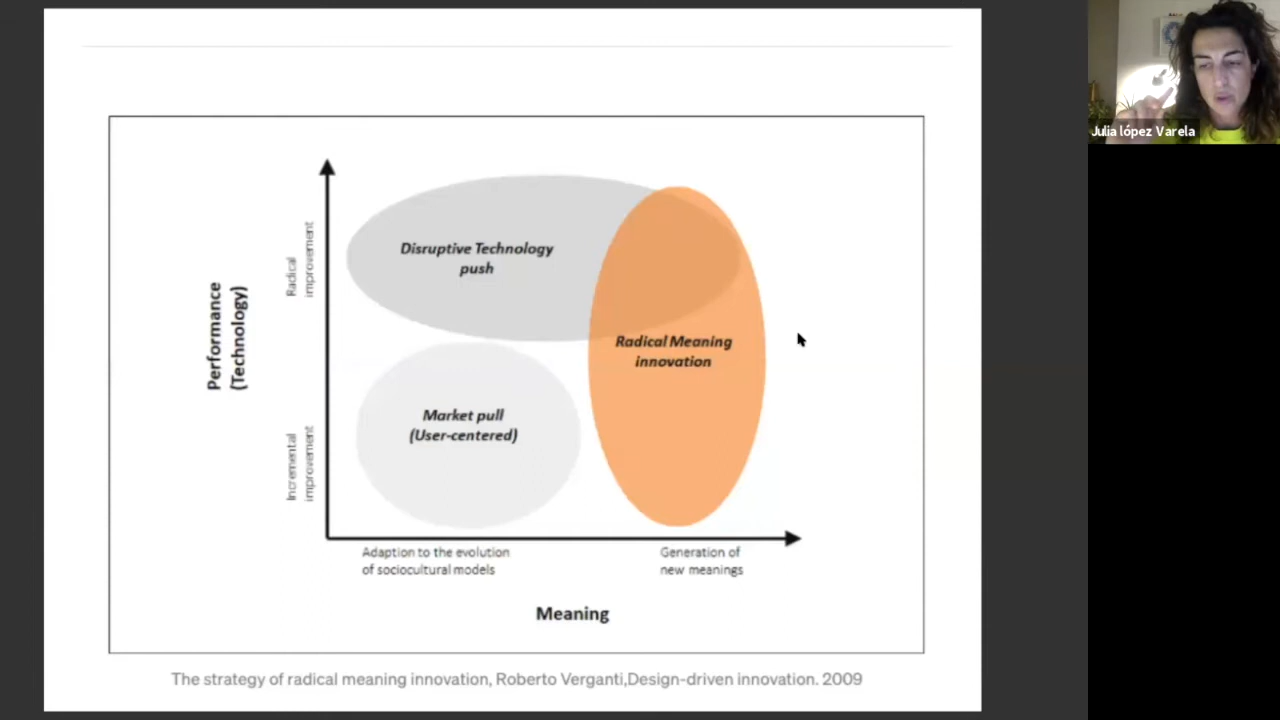 Disruptive Technology
push
Radical
improvement
Performance
(Technology)
Radical Meaning
innovation
Market pull
(User-centered)
Incremental
improvement
Adaption to the evolution
of sociocultural models
Generation of
new meanings
Meaning
The strategy of radical meaning innovation, Roberto Verganti,Design-driven innovation. 2009
Julia lópez Varela